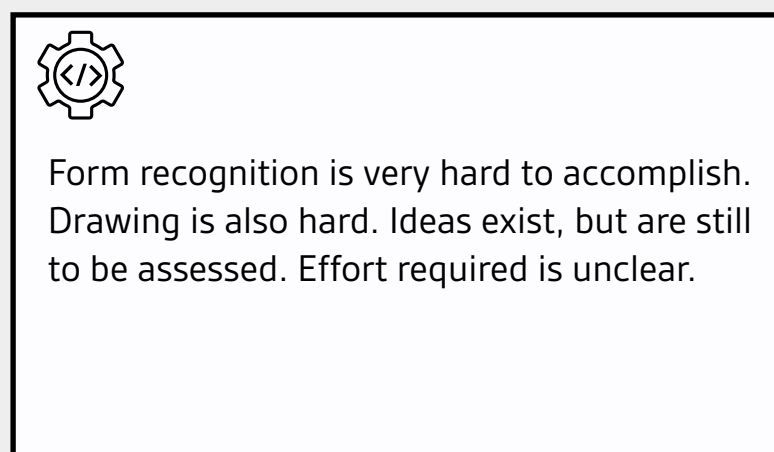 </>
Form recognition is very hard to accomplish.
Drawing is also hard. Ideas exist, but are still
to be assessed. Effort required is unclear.